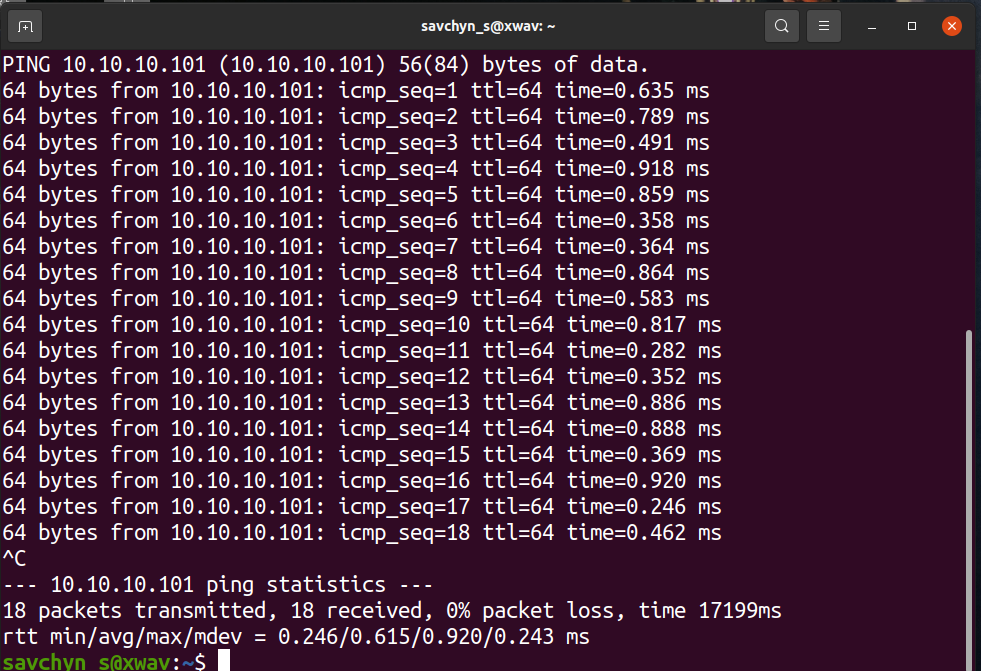 savchyn_s@xwav: ~
PING 10.10.10.101 (10.10.10.101) 56(84) bytes of data.
64 bytes from 10.10.10.101: icmp_seq=1 ttl=64 time=0.635 ms
64 bytes from 10.10.10.101: icmp_seq=2 ttl=64 time=0.789 ms
64 bytes from 10.10.10.101: icmp_seq=3 ttl=64 time=0.491 ms
64 bytes from 10.10.10.101: icmp_seq=4 ttl=64 time=0.918 ms
64 bytes from 10.10.10.101: icmp_seq=5 ttl=64 time=0.859 ms
64 bytes from 10.10.10.101: icmp_seq=6 ttl=64 time=0.358 ms
64 bytes from 10.10.10.101: icmp_seq=7 ttl=64 time=0.364 ms
64 bytes from 10.10.10.101: icmp_seq=8 ttl=64 time=0.864 ms
64 bytes from 10.10.10.101: icmp_seq=9 ttl=64 time=0.583 ms
64 bytes from 10.10.10.101: icmp_seq=10 ttl=64 time=0.817 ms
64 bytes from 10.10.10.101: icmp_seq=11 ttl=64 time=0.282 ms
64 bytes from 10.10.10.101: icmp_seq=12 ttl=64 time=0.352 ms
64 bytes from 10.10.10.101: icmp_seq=13 ttl=64 time=0.886 ms
64 bytes from 10.10.10.101: icmp_seq=14 ttl=64 time=0.888 ms
64 bytes from 10.10.10.101: icmp_seq=15 ttl=64 time=0.369 ms
64 bytes from 10.10.10.101: icmp_seq=16 ttl=64 time=0.920 ms
64 bytes from 10.10.10.101: icmp_seq=17 ttl=64 time=0.246 ms
64 bytes from 10.10.10.101: icmp_seq=18 ttl=64 time=0.462 ms
^C
--- 10.10.10.101 ping statistics ---
18 packets transmitted, 18 received, 0% packet loss, time 17199ms
rtt min/avg/max/mdev = 0.246/0.615/0.920/0.243 ms
savchyn_s@xwav:~$